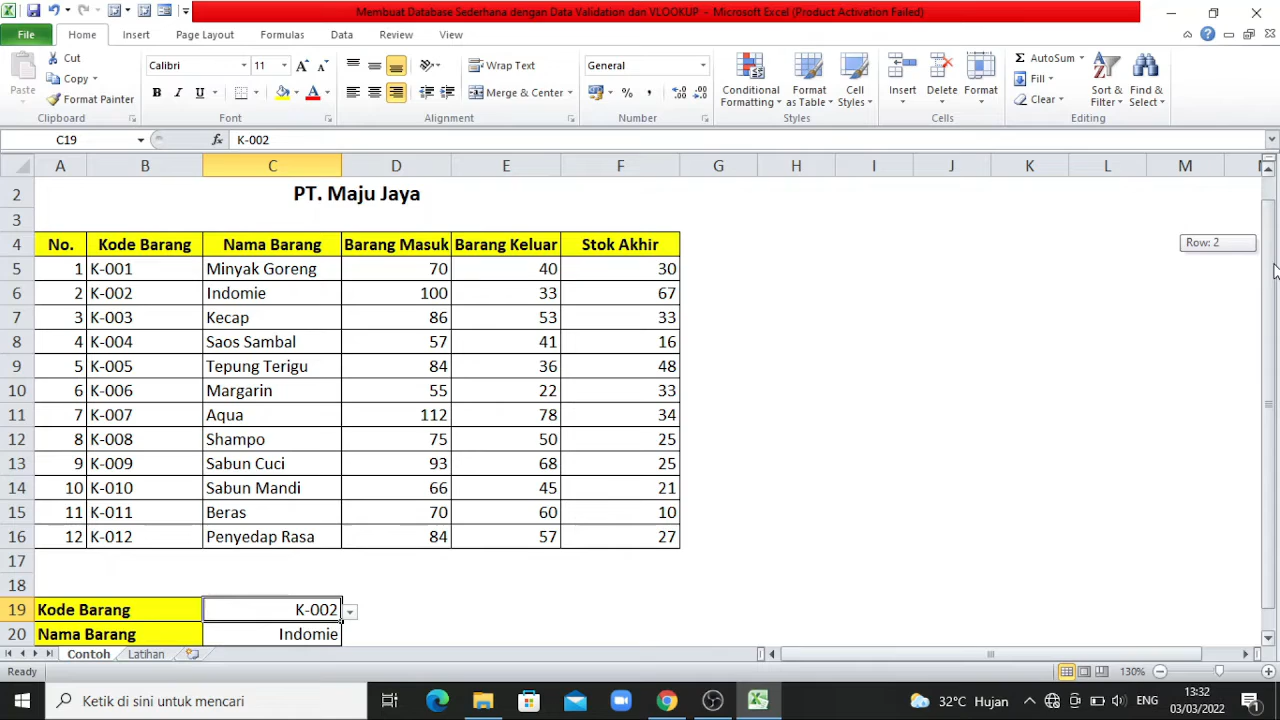 Membuat Database Sederhana dengan Data Validation dan VLOOKUP - Microsoft Excel (Product Activation Failed)
File Home Insert Page Layout Formulas Data Review View
Paste
Cut
Copy
Format Painter
Clipboard
Calibri 11
B I U
Font
Wrap Text
Merge & Center
Alignment
General
%
Number
Conditional Formatting
Format as Table
Cell Styles
Styles
Insert Delete Format
Cells
AutoSum
Fill
Clear
Sort & Filter
Find & Select
Editing
C19 fx K-002
A B C D E F G H I J K L M
2 PT. Maju Jaya
3
4 No. Kode Barang Nama Barang Barang Masuk Barang Keluar Stok Akhir
5 1 K-001 Minyak Goreng 70 40 30
6 2 K-002 Indomie 100 33 67
7 3 K-003 Kecap 86 53 33
8 4 K-004 Saos Sambal 57 41 16
9 5 K-005 Tepung Terigu 84 36 48
10 6 K-006 Margarin 55 22 33
11 7 K-007 Aqua 112 78 34
12 8 K-008 Shampo 75 50 25
13 9 K-009 Sabun Cuci 93 68 25
14 10 K-010 Sabun Mandi 66 45 21
15 11 K-011 Beras 70 60 10
16 12 K-012 Penyedap Rasa 84 57 27
17
18
19 Kode Barang K-002
20 Nama Barang Indomie
Row: 2
Contoh Latihan
Ready 130%
Ketik di sini untuk mencari
32°C Hujan ENG
13:32
03/03/2022
1